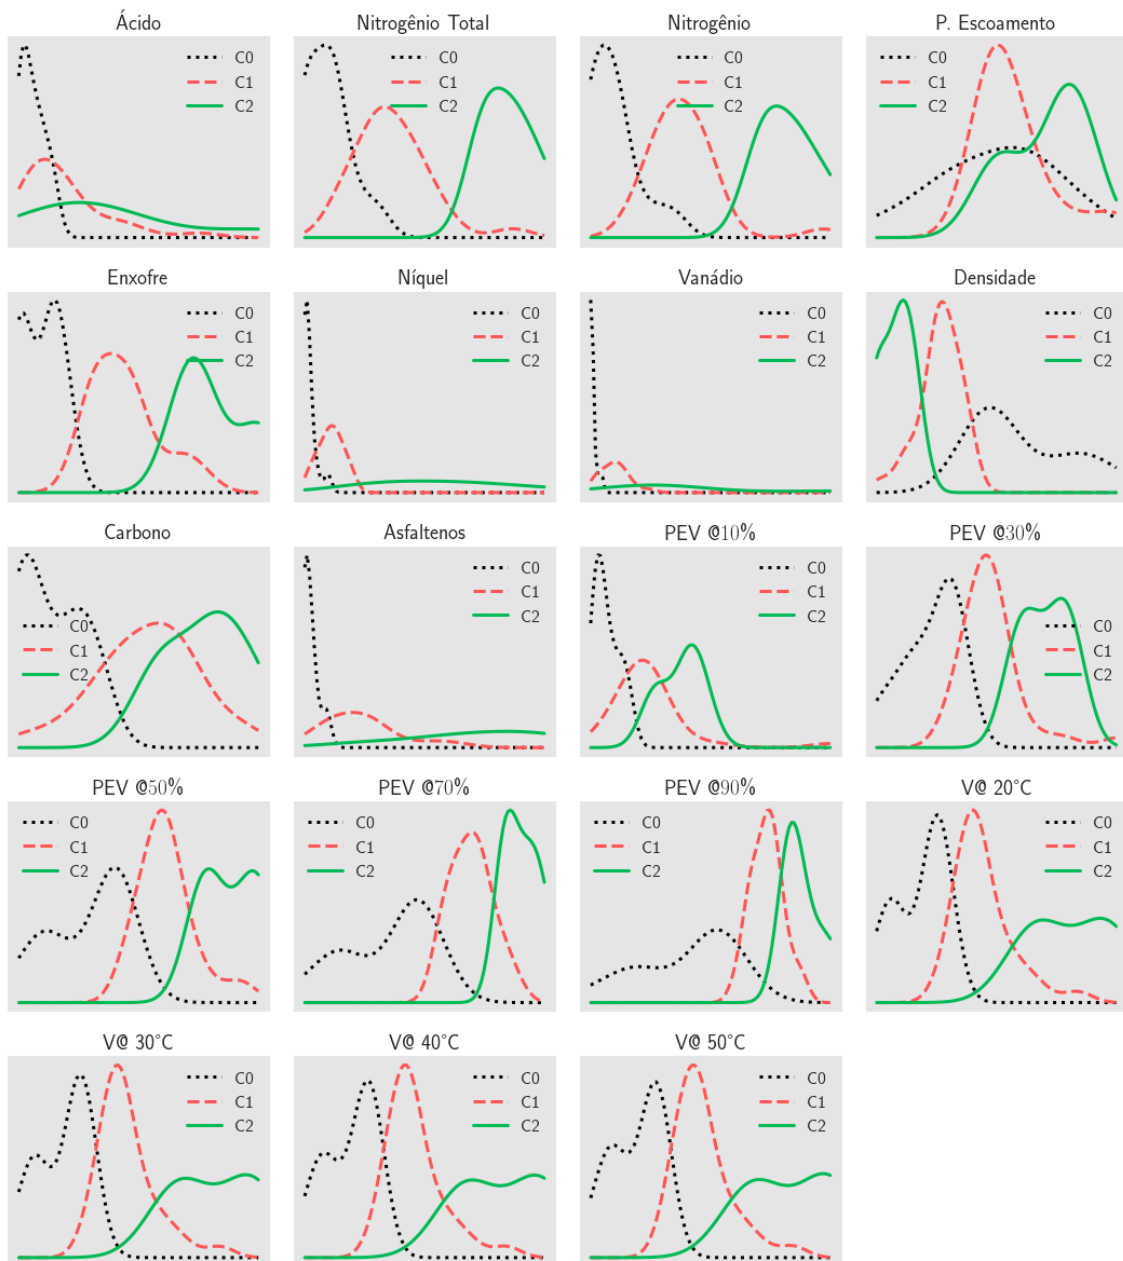 Ácido
C0
C1
C2
Nitrogênio Total
C0
C1
C2
Nitrogênio
C0
C1
C2
P. Escoamento
C0
C1
C2
Enxofre
C0
C1
C2
Níquel
C0
C1
C2
Vanádio
C0
C1
C2
Densidade
C0
C1
C2
Carbono
C0
C1
C2
Asfaltenos
C0
C1
C2
PEV @10%
C0
C1
C2
PEV @30%
C0
C1
C2
PEV @50%
C0
C1
C2
PEV @70%
C0
C1
C2
PEV @90%
C0
C1
C2
V@ 20°C
C0
C1
C2
V@ 30°C
C0
C1
C2
V@ 40°C
C0
C1
C2
V@ 50°C
C0
C1
C2